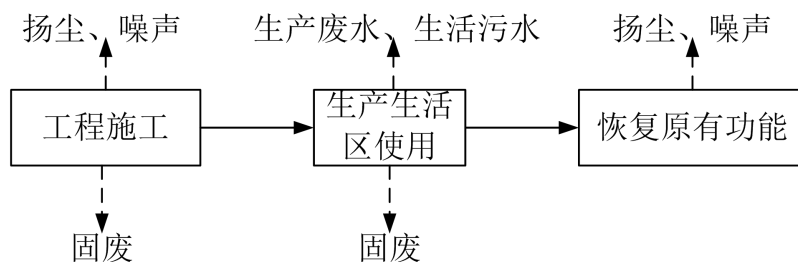 扬尘、噪声
生产废水、生活污水
扬尘、噪声
工程施工
生产生活
区使用
恢复原有功能
固废
固废